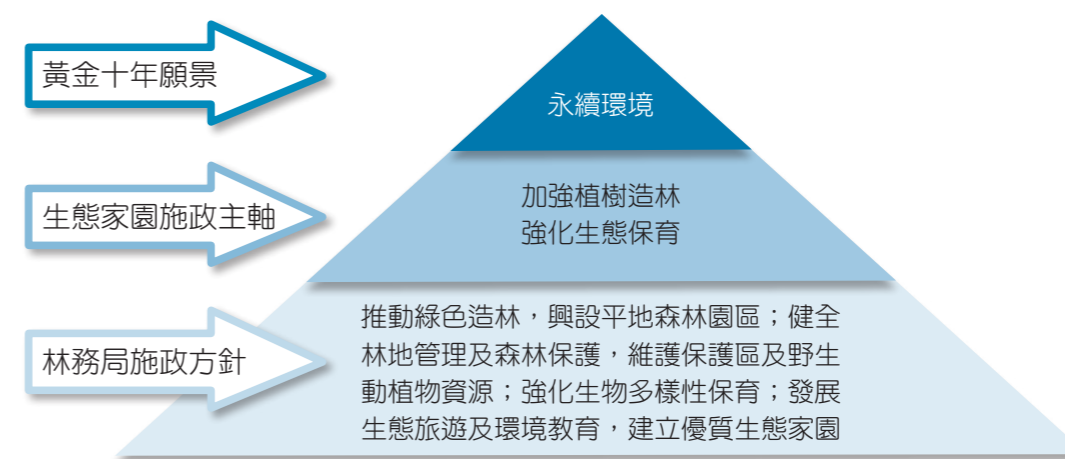 黃金十年願景
永續環境
生態家園施政主軸
加強植樹造林
強化生態保育
林務局施政方針
推動綠色造林，興設平地森林園區；健全
林地管理及森林保護，維護保護區及野生
動植物資源；強化生物多樣性保育；發展
生態旅遊及環境教育，建立優質生態家園